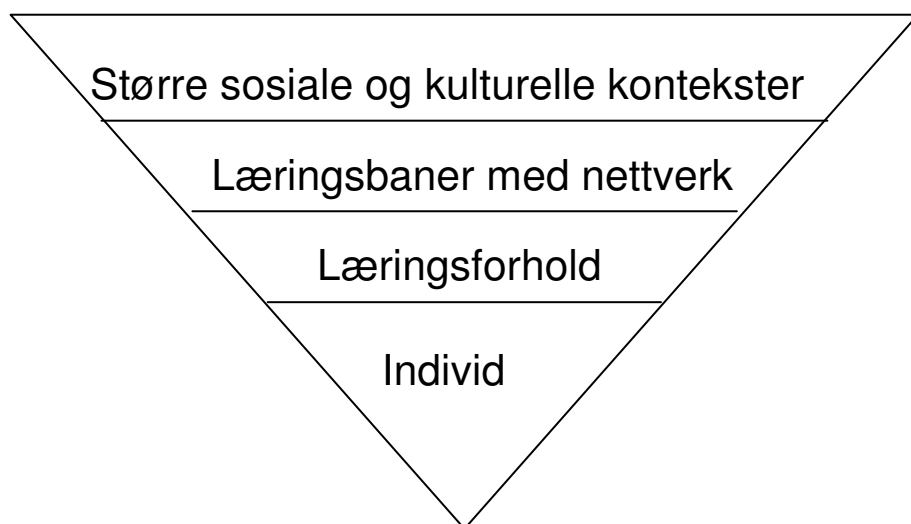 Større sosiale og kulturelle kontekster
Læringsbaner med nettverk
Læringsforhold
Individ